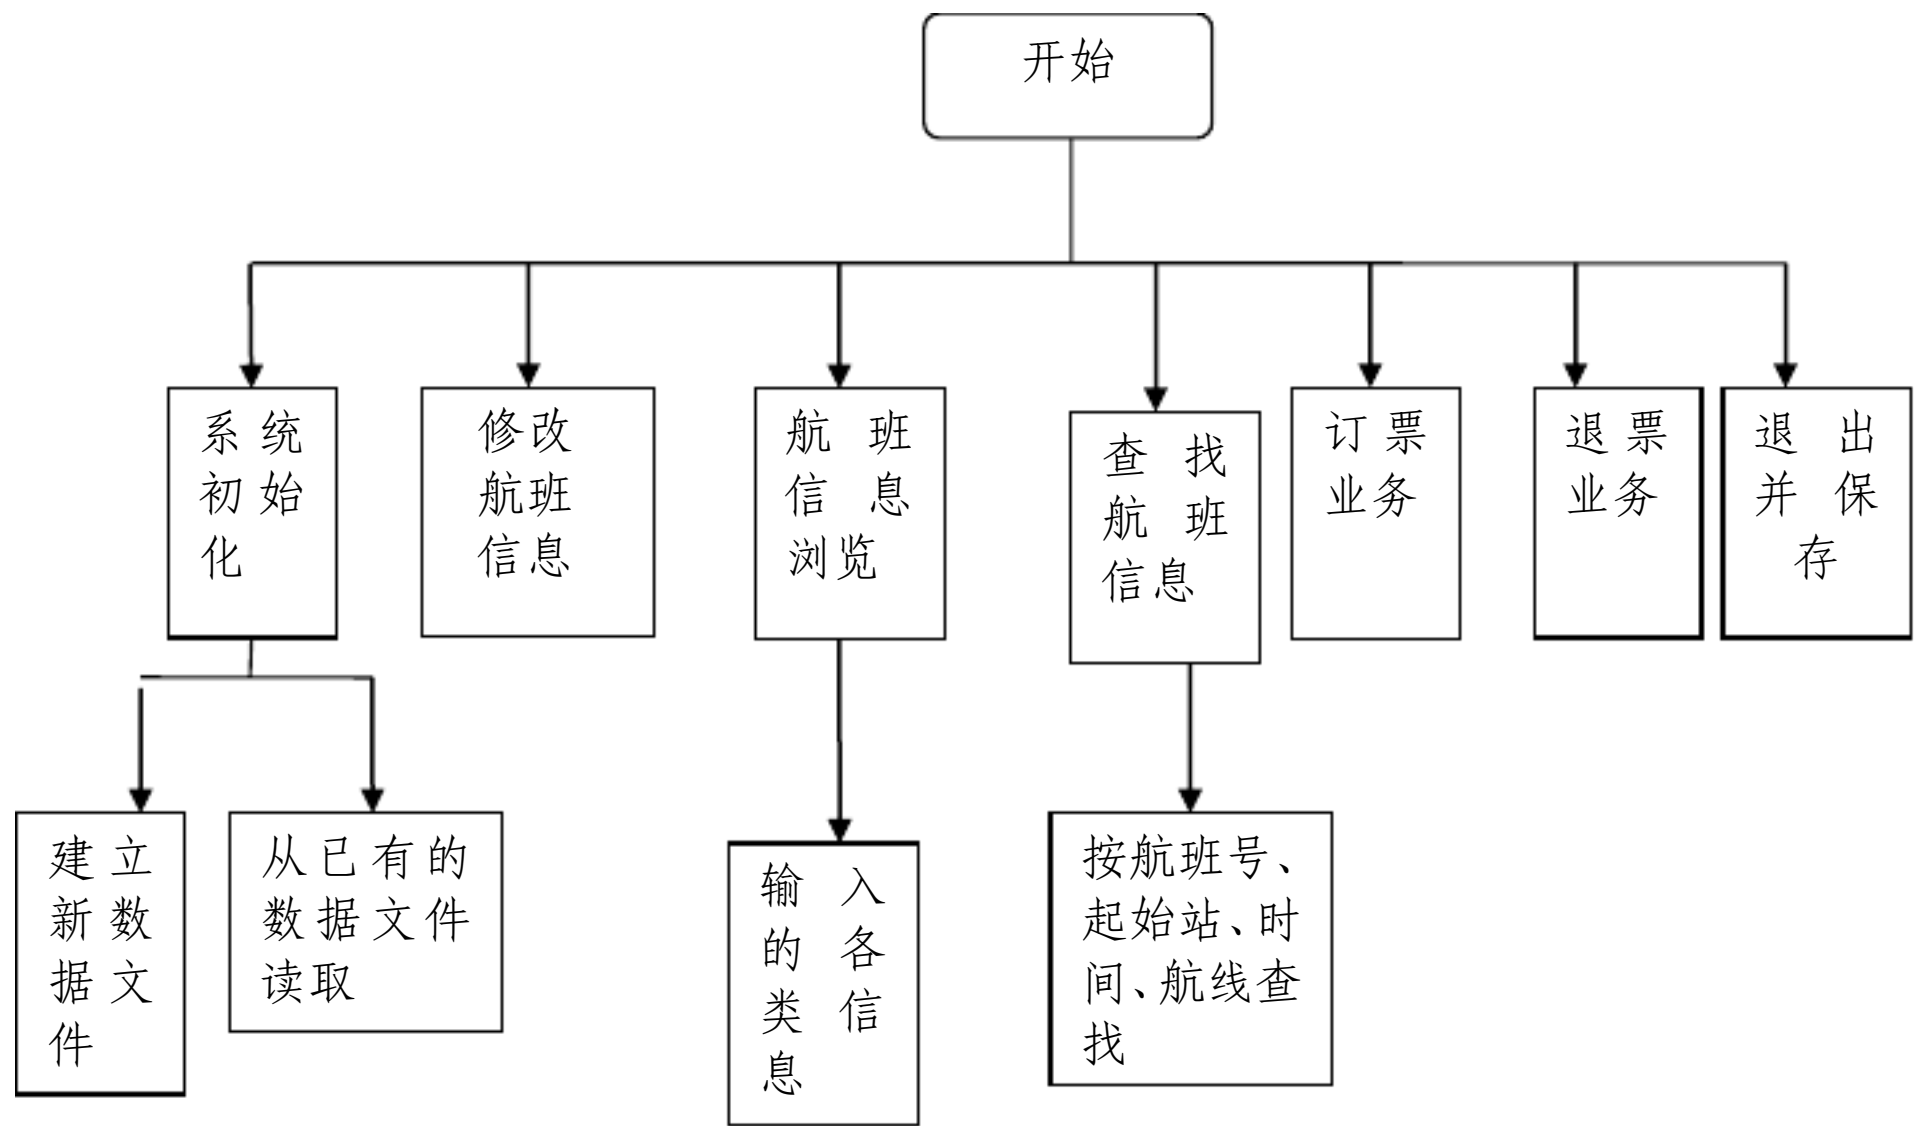 开始
系统
初始
化
修改
航班
信息
航班
信息
浏览
查找
航班
信息
订票
业务
退票
业务
退出
并保
存
建立
新数
据文
件
从已有的
数据文件
读取
输入
的各
类信
息
按航班号、
起始站、时
间、航线查
找